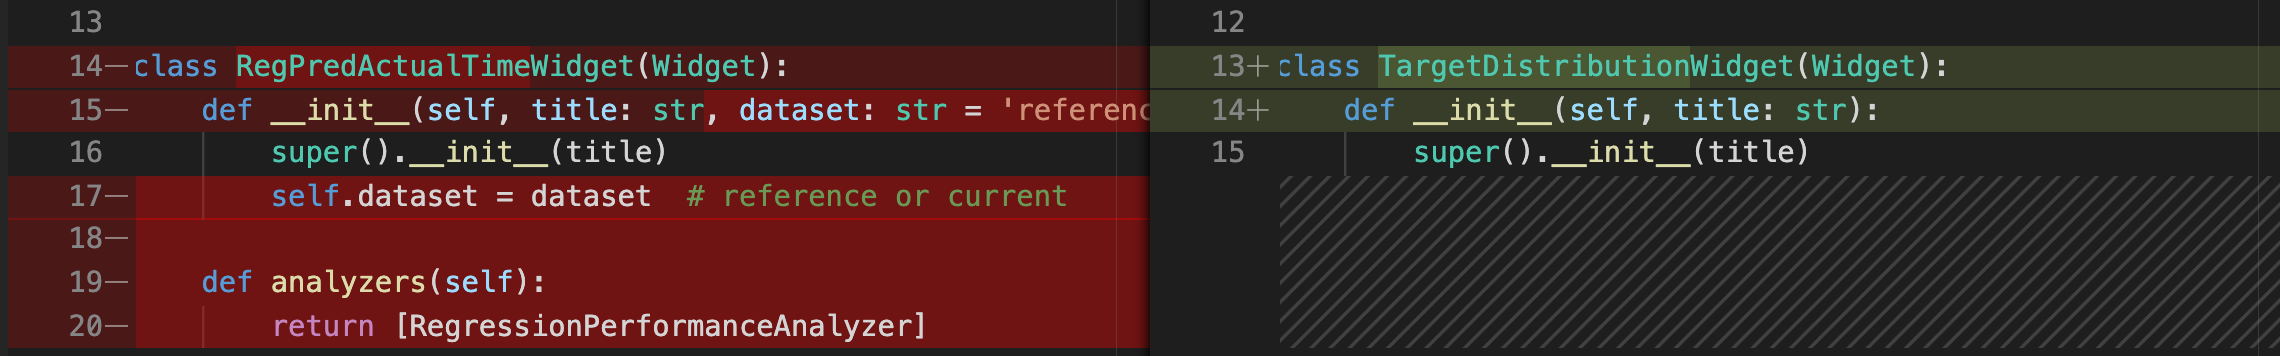 13
14— class RegPredActualTimeWidget(Widget):
15— def __init__(self, title: str, dataset: str = 'referenc
16 super().__init__(title)
17— self.dataset = dataset  # reference or current
18—
19— def analyzers(self):
20— return [RegressionPerformanceAnalyzer]
12
13+ class TargetDistributionWidget(Widget):
14+ def __init__(self, title: str):
15 super().__init__(title)